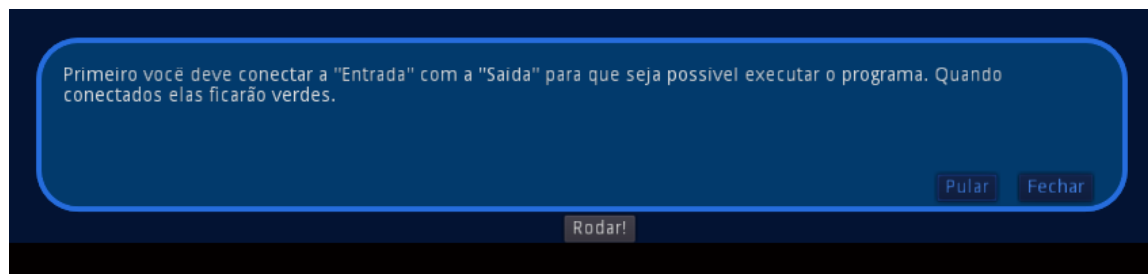 Primeiro você deve conectar a "Entrada" com a "Saida" para que seja possivel executar o programa. Quando
conectados elas ficarão verdes.
Pular Fechar
Rodar!